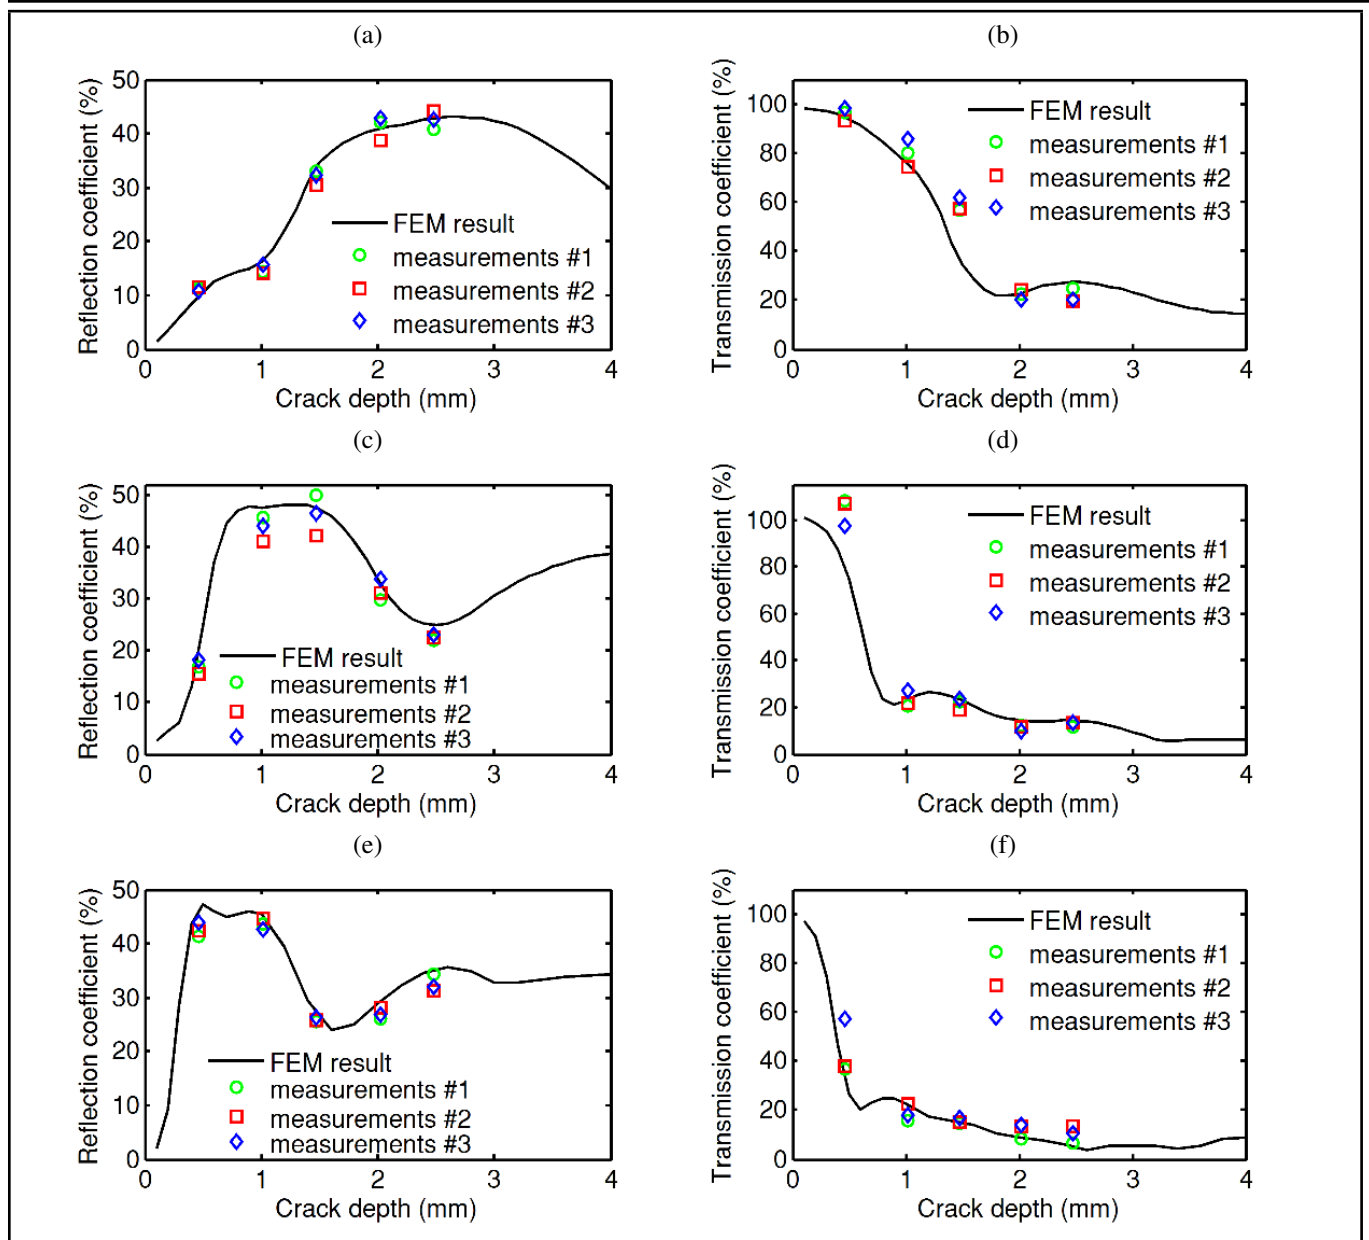 (a)
Reflection coefficient (%)
50
40
30
20
10
0
FEM result
measurements #1
measurements #2
measurements #3
0 1 2 3 4
Crack depth (mm)
(b)
Transmission coefficient (%)
100
80
60
40
20
0
FEM result
measurements #1
measurements #2
measurements #3
0 1 2 3 4
Crack depth (mm)
(c)
Reflection coefficient (%)
50
40
30
20
10
0
FEM result
measurements #1
measurements #2
measurements #3
0 1 2 3 4
Crack depth (mm)
(d)
Transmission coefficient (%)
100
80
60
40
20
0
FEM result
measurements #1
measurements #2
measurements #3
0 1 2 3 4
Crack depth (mm)
(e)
Reflection coefficient (%)
50
40
30
20
10
0
FEM result
measurements #1
measurements #2
measurements #3
0 1 2 3 4
Crack depth (mm)
(f)
Transmission coefficient (%)
100
80
60
40
20
0
FEM result
measurements #1
measurements #2
measurements #3
0 1 2 3 4
Crack depth (mm)